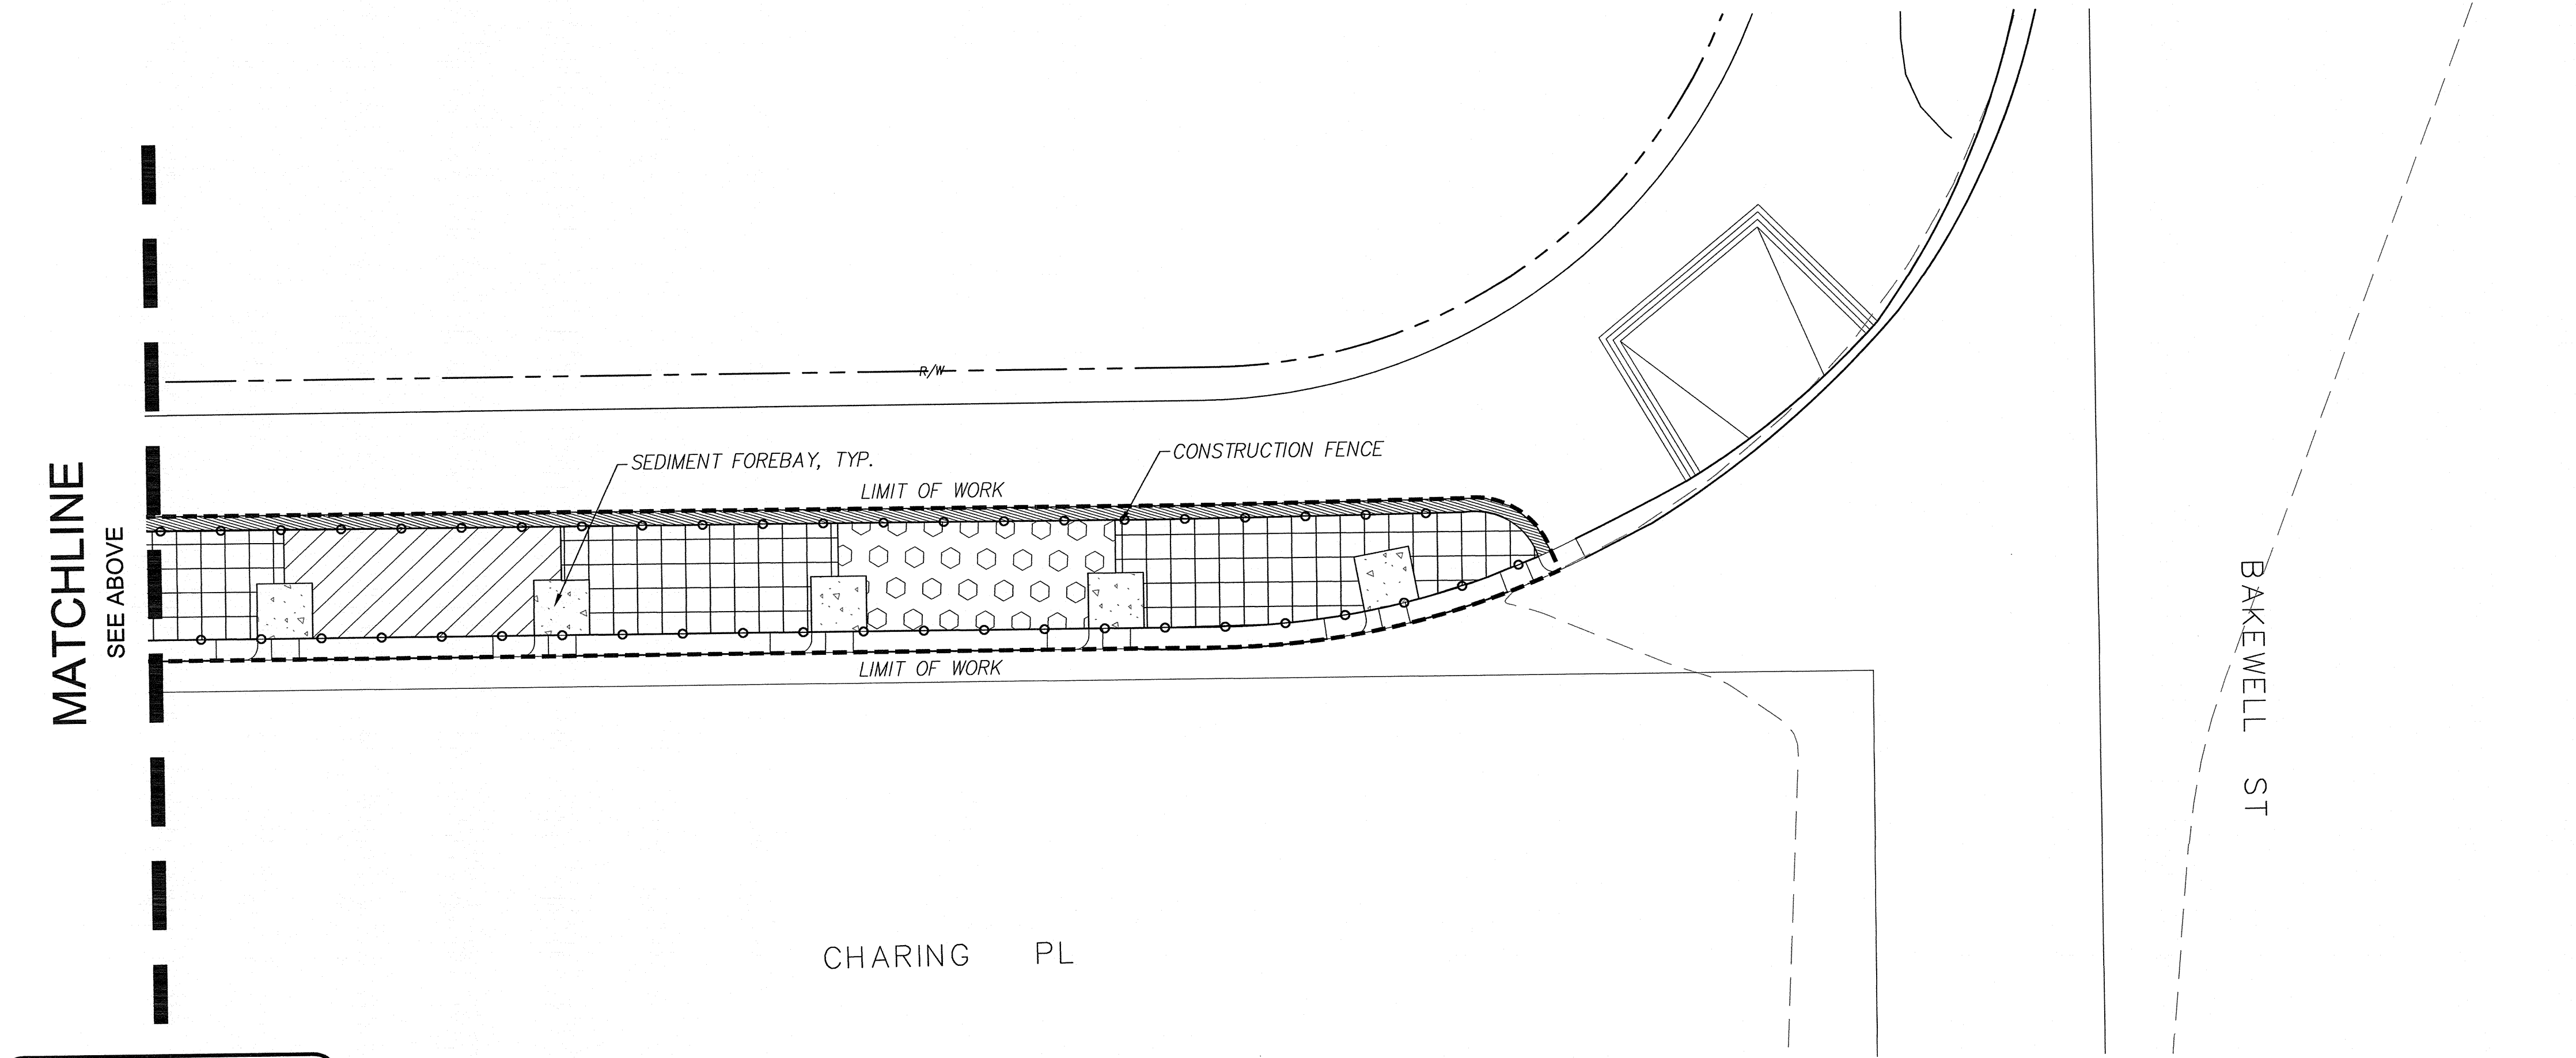 R/W
SEDIMENT FOREBAY, TYP.
CONSTRUCTION FENCE
LIMIT OF WORK
MATCHLINE
SEE ABOVE
LIMIT OF WORK
BAKEWELL ST
CHARING PL